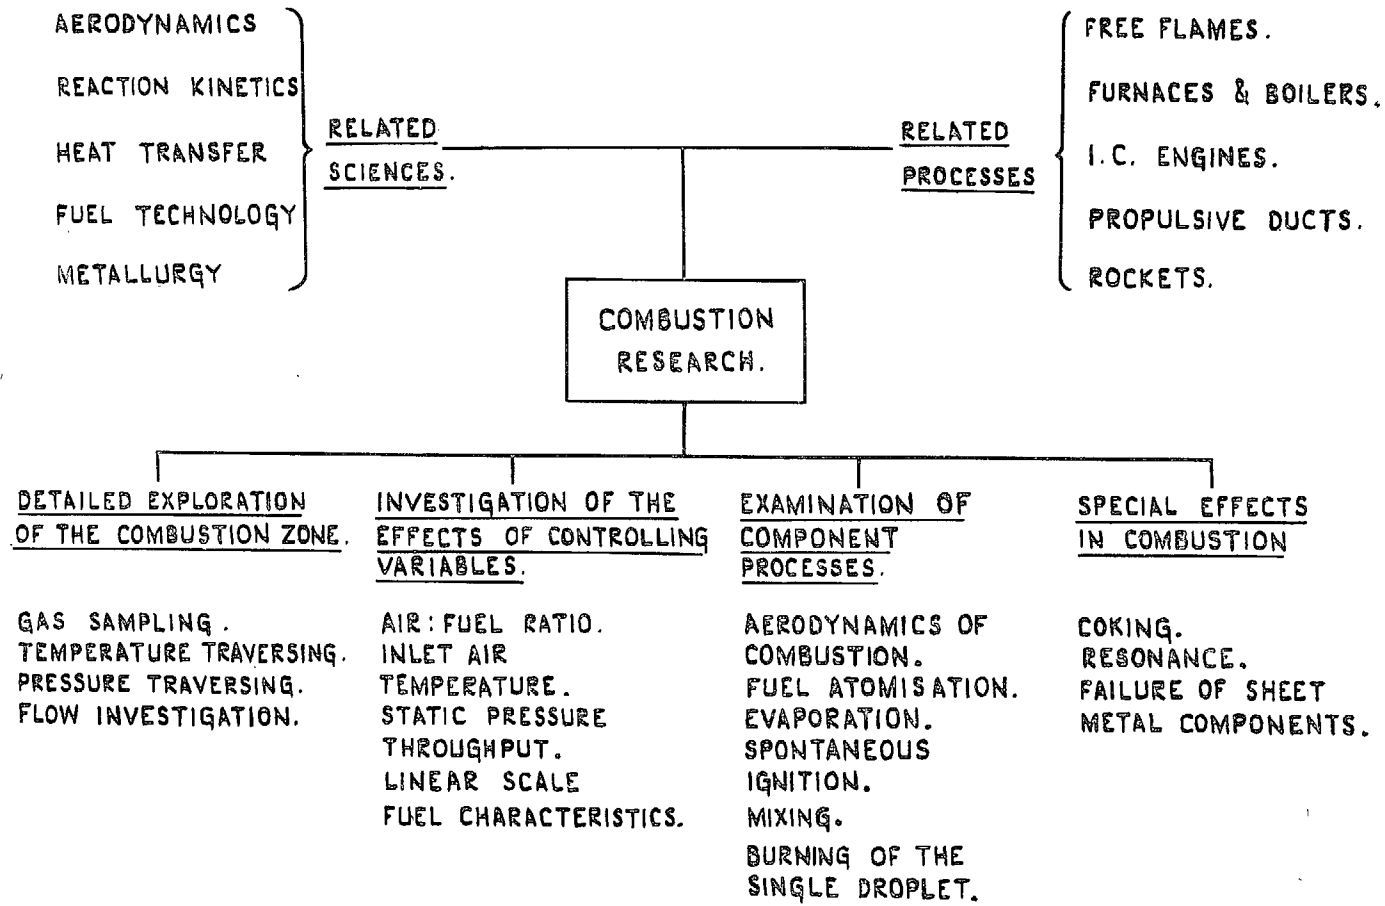 AERODYNAMICS
REACTION KINETICS
HEAT TRANSFER
FUEL TECHNOLOGY
METALLURGY
RELATED
SCIENCES.
RELATED
PROCESSES
FREE FLAMES.
FURNACES & BOILERS.
I.C. ENGINES.
PROPULSIVE DUCTS.
ROCKETS.
COMBUSTION
RESEARCH.
DETAILED EXPLORATION
OF THE COMBUSTION ZONE.
GAS SAMPLING.
TEMPERATURE TRAVERSING.
PRESSURE TRAVERSING.
FLOW INVESTIGATION.
INVESTIGATION OF THE
EFFECTS OF CONTROLLING
VARIABLES.
AIR : FUEL RATIO.
INLET AIR
TEMPERATURE.
STATIC PRESSURE
THROUGHPUT.
LINEAR SCALE
FUEL CHARACTERISTICS.
EXAMINATION OF
COMPONENT
PROCESSES.
AERODYNAMICS OF
COMBUSTION.
FUEL ATOMISATION.
EVAPORATION.
SPONTANEOUS
IGNITION.
MIXING.
BURNING OF THE
SINGLE DROPLET.
SPECIAL EFFECTS
IN COMBUSTION
COKING.
RESONANCE.
FAILURE OF SHEET
METAL COMPONENTS.